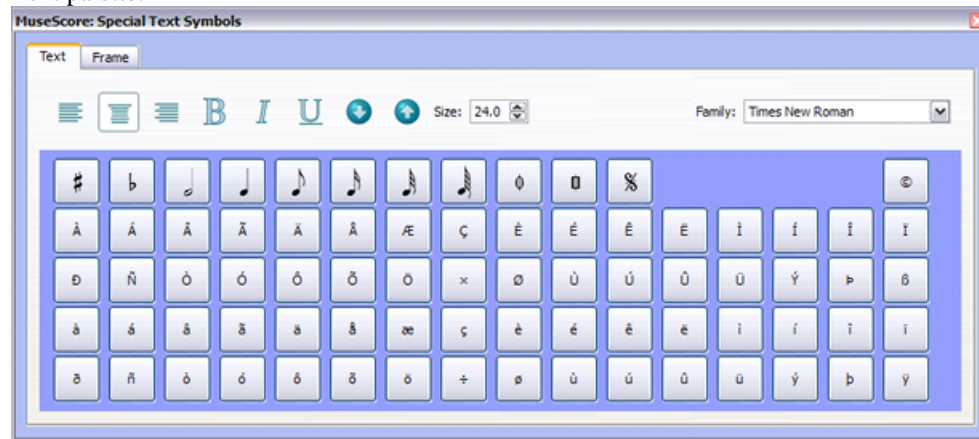 MuseScore: Special Text Symbols
Text Frame
B I U Size: 24.0 Family: Times New Roman
♯ ♭ 𝅗𝅥 ♩ ♪ 𝅘𝅥𝅯 𝅘𝅥𝅰 𝅘𝅥𝅱 𝄋 ©
À Á Â Ã Ä Å Æ Ç È É Ê Ë Ì Í Î Ï
Ð Ñ Ò Ó Ô Õ Ö × Ø Ù Ú Û Ü Ý Þ ß
à á â ã ä å æ ç è é ê ë ì í î ï
ð ñ ò ó ô õ ö ÷ ø ù ú û ü ý þ ÿ